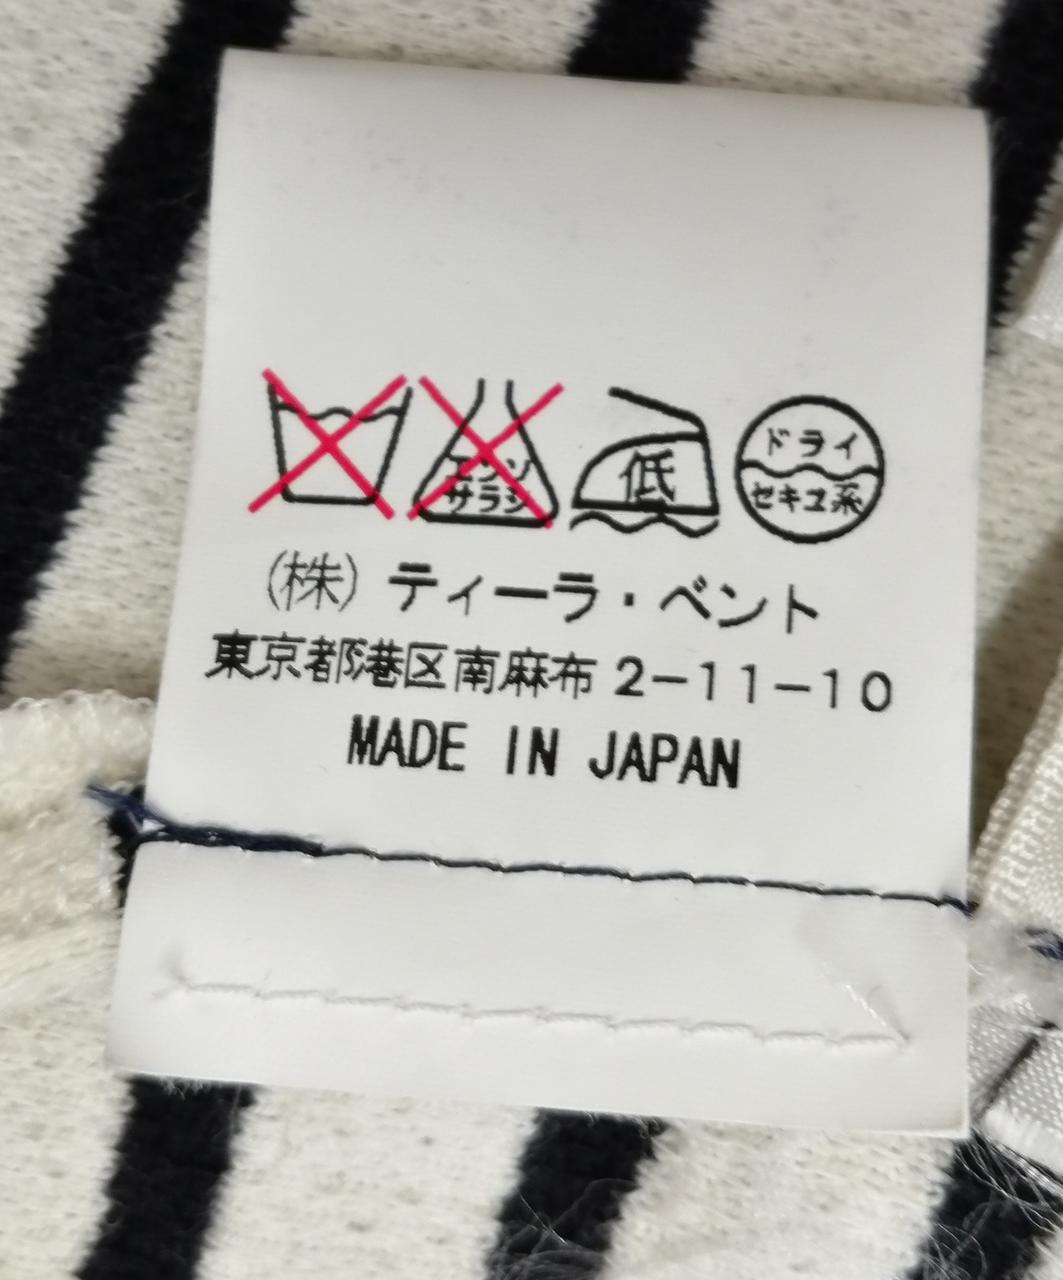 エンソ
サラシ
低
ドライ
セキユ系
(株) ティーラ・ベント
東京都港区南麻布 2-11-10
MADE IN JAPAN